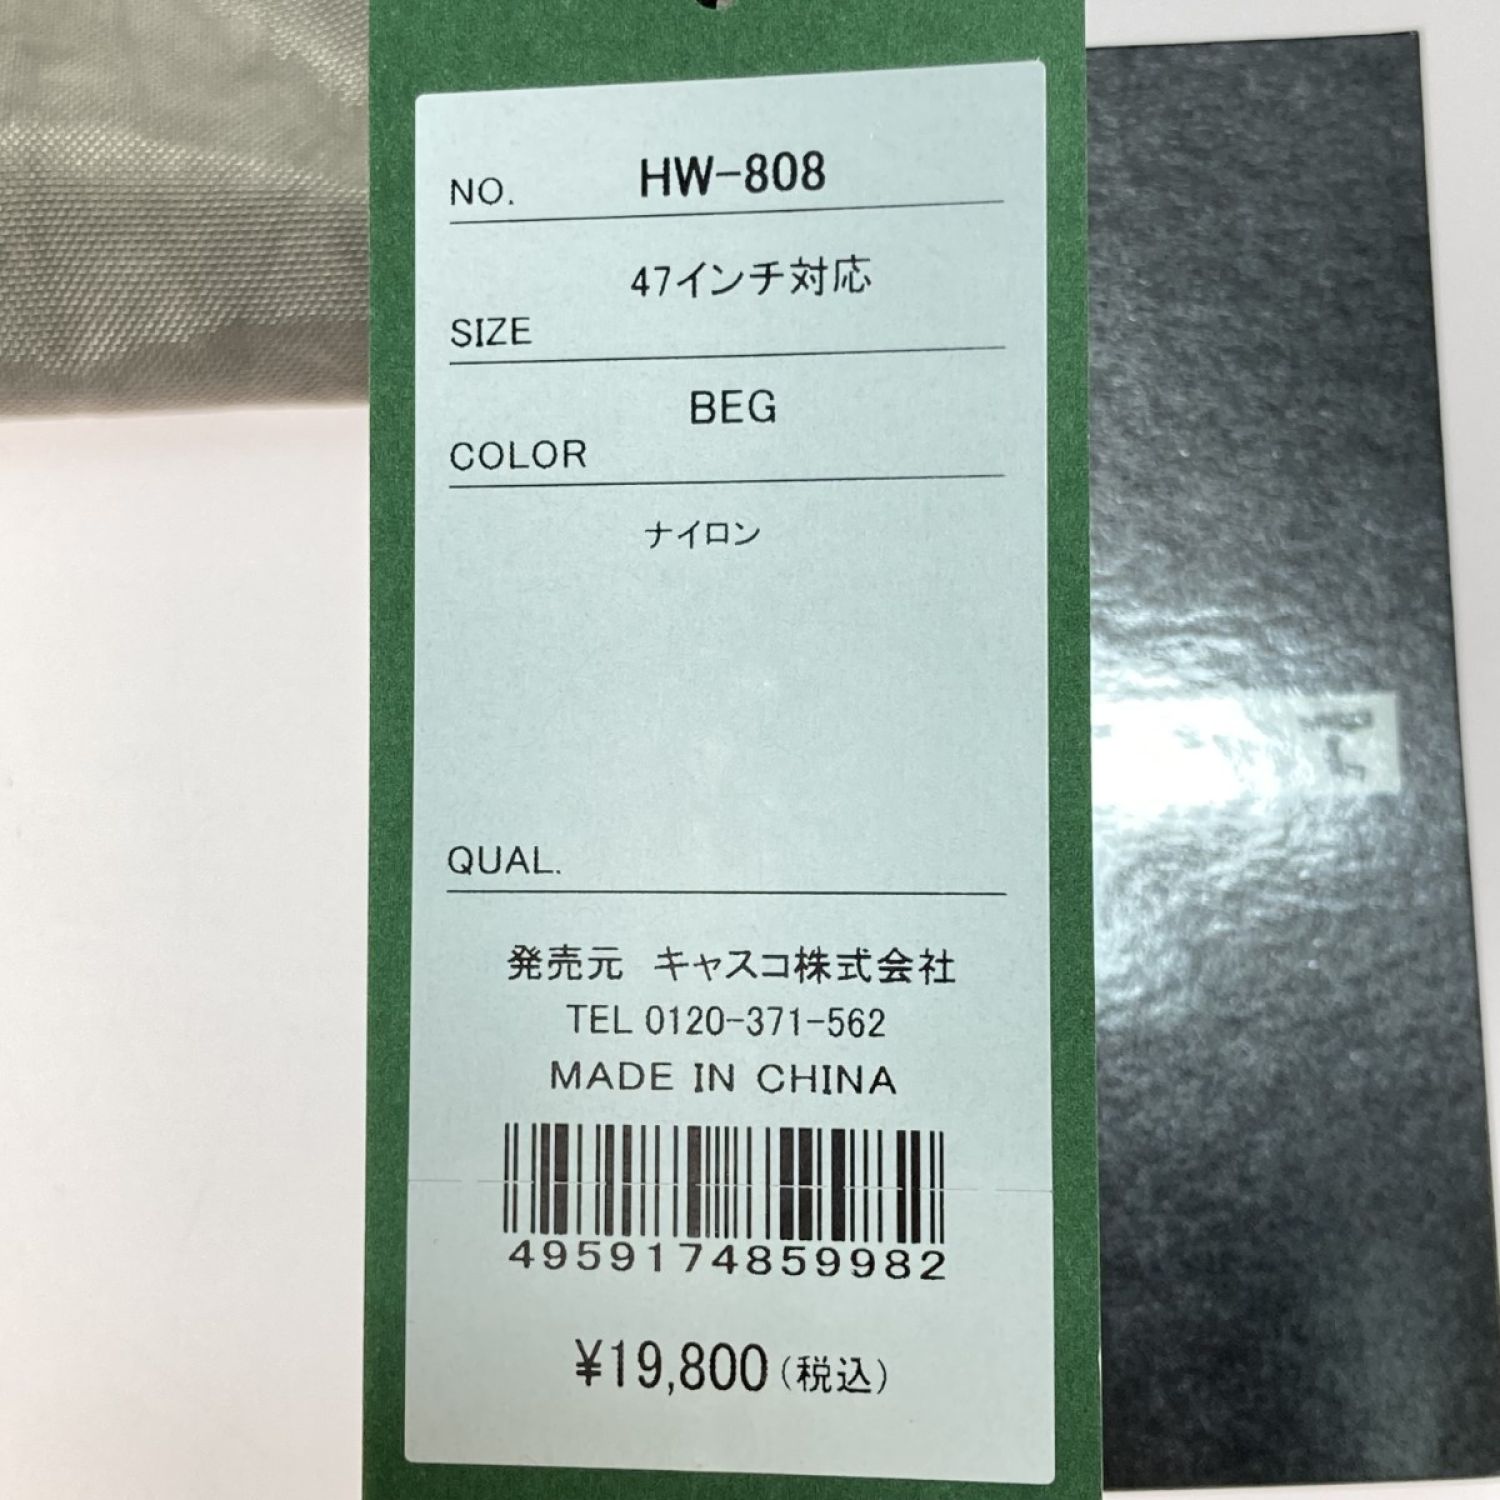 NO. HW-808
47インチ対応
SIZE
BEG
COLOR
ナイロン
QUAL.
発売元 キャスコ株式会社
TEL 0120-371-562
MADE IN CHINA
4959174859982
¥19,800(税込)